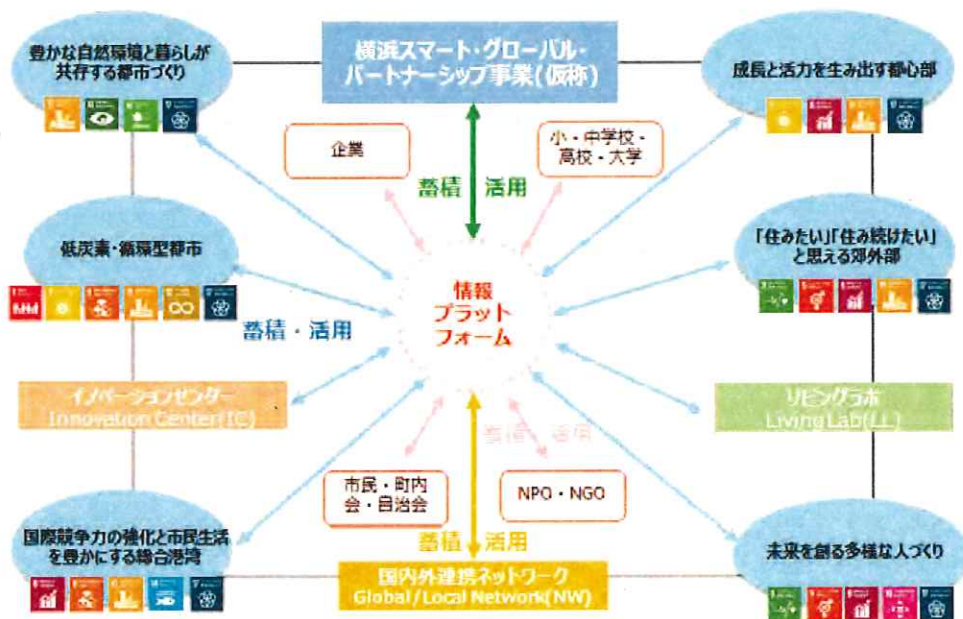 豊かな自然環境と暮らしが
共存する都市づくり
横浜スマート・グローバル・
パートナーシップ事業(仮称)
成長と活力を生み出す都心部
企業
小・中学校・
高校・大学
蓄積 活用
低炭素・循環型都市
「住みたい」「住み続けたい」
と思える郊外部
情報
プラット
フォーム
蓄積・活用
イノベーションセンター
Innovation Center(IC)
リビングラボ
Living Lab(LL)
蓄積・活用
市民・町内
会・自治会
NPO・NGO
国際競争力の強化と市民生活
を豊かにする総合港湾
蓄積 活用
未来を創る多様な人づくり
国内外連携ネットワーク
Global/Local Network(NW)